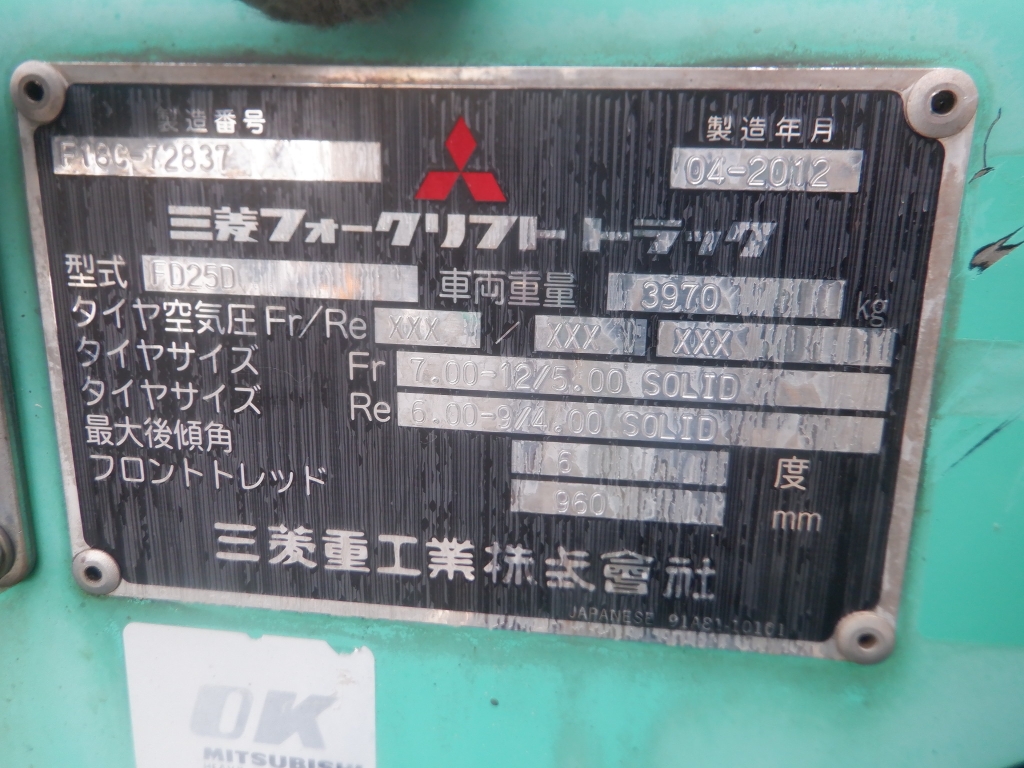 製造番号
F18C-72837
製造年月
04-2012
三菱フォークリフト トラック
型式 FD25D 車両重量 3970 kg
タイヤ空気圧 Fr/Re XXX / XXX XXX
タイヤサイズ Fr 7.00-12/5.00 SOLID
タイヤサイズ Re 6.00-9/4.00 SOLID
最大後傾角 6 度
フロントトレッド 960 mm
三菱重工業株式會社
JAPANESE 91A81-10101
OK
MITSUBISHI